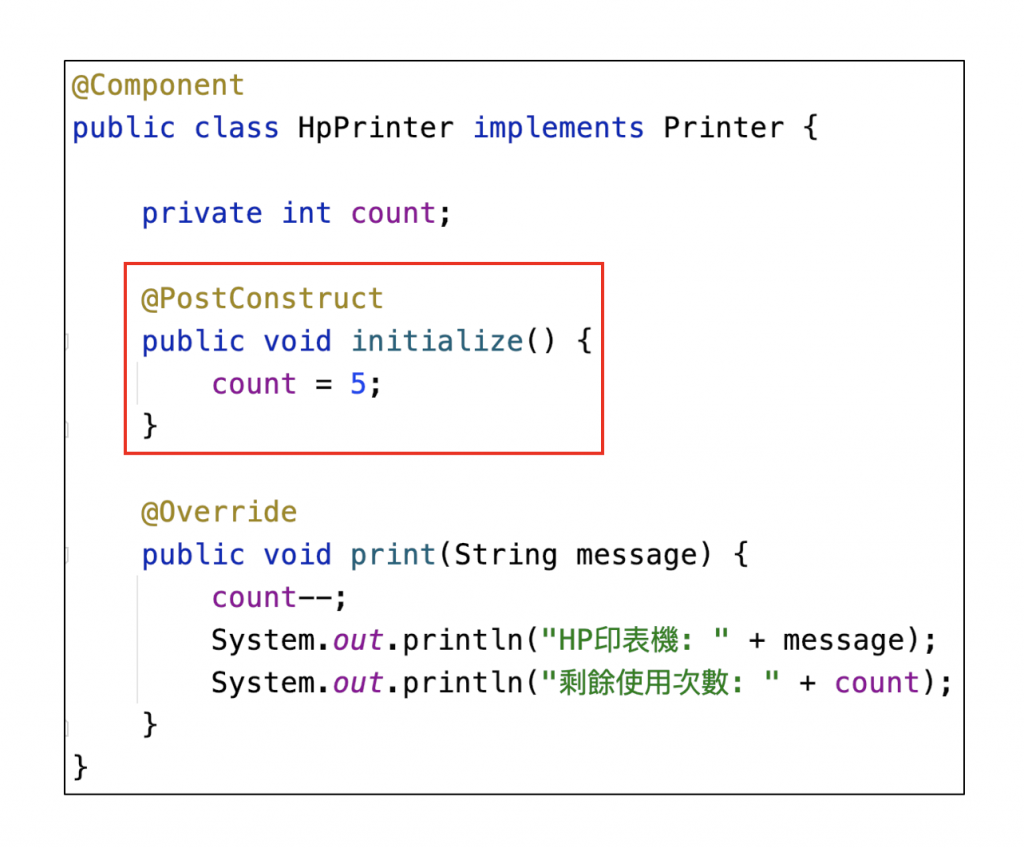 @Component
public class HpPrinter implements Printer {
private int count;
@PostConstruct
public void initialize() {
count = 5;
}
@Override
public void print(String message) {
count--;
System.out.println("HP印表機: " + message);
System.out.println("剩餘使用次數: " + count);
}
}